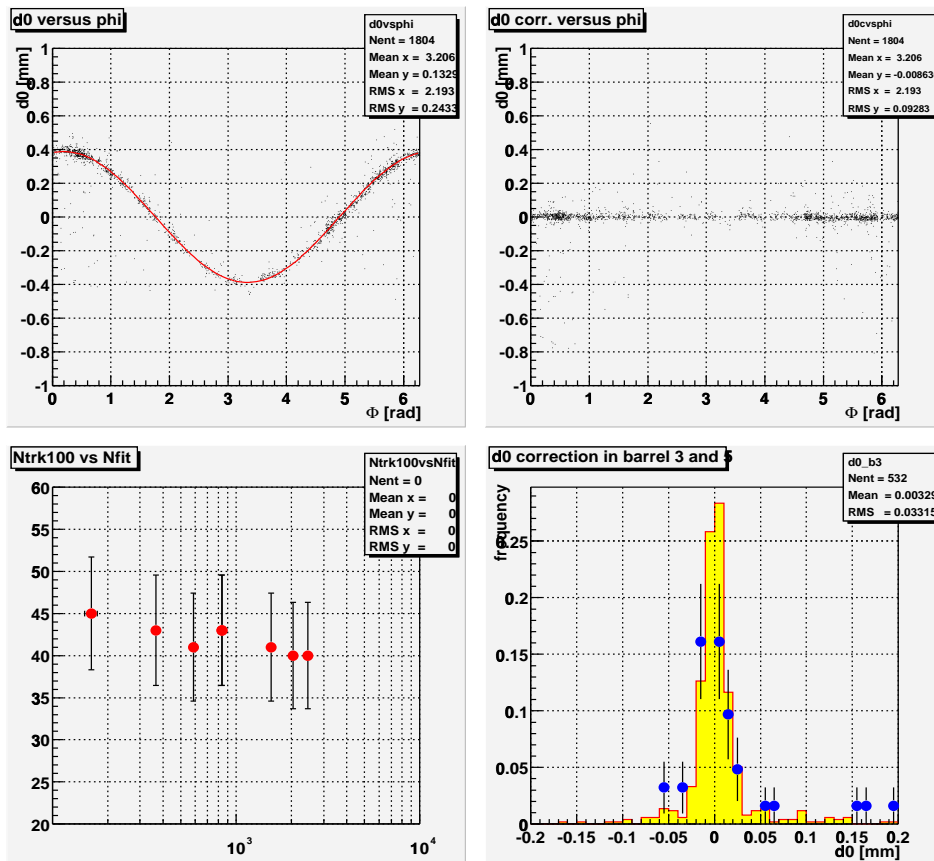 d0 versus phi
d0vsphi
Nent = 1804
Mean x = 3.206
Mean y = 0.1329
RMS x = 2.193
RMS y = 0.2433
d0 [mm]
1
0.8
0.6
0.4
0.2
0
-0.2
-0.4
-0.6
-0.8
-1
0 1 2 3 4 5 6
Φ [rad]
d0 corr. versus phi
d0cvsphi
Nent = 1804
Mean x = 3.206
Mean y = -0.00863
RMS x = 2.193
RMS y = 0.09283
d0 [mm]
1
0.8
0.6
0.4
0.2
0
-0.2
-0.4
-0.6
-0.8
-1
0 1 2 3 4 5 6
Φ [rad]
Ntrk100 vs Nfit
Ntrk100vsNfit
Nent = 0
Mean x = 0
Mean y = 0
RMS x = 0
RMS y = 0
60
55
50
45
40
35
30
25
20
10³ 10⁴
d0 correction in barrel 3 and 5
d0_b3
Nent = 532
Mean = 0.00329
RMS = 0.03315
frequency
0.25
0.2
0.15
0.1
0.05
0
-0.2 -0.15 -0.1 -0.05 0 0.05 0.1 0.15 0.2
d0 [mm]